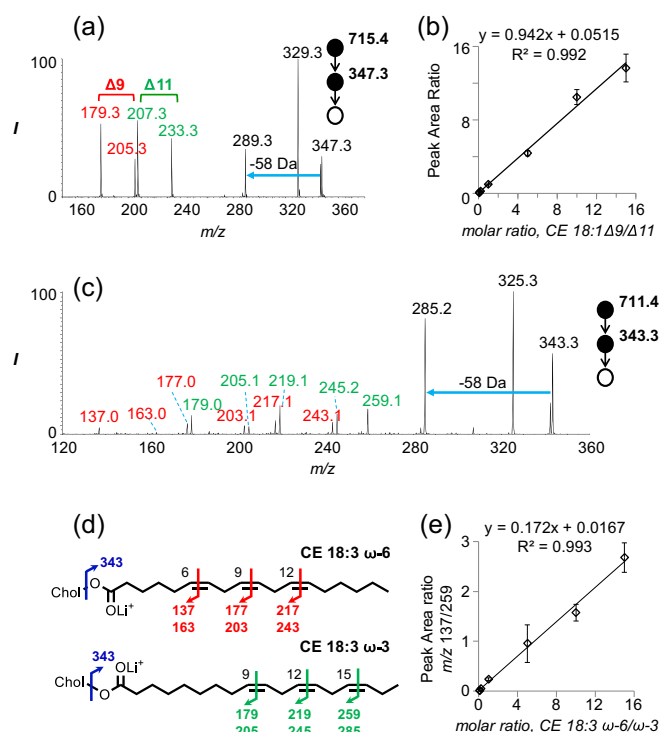 (a)
100
0
I
Δ9 Δ11
179.3
205.3
207.3
233.3
289.3
329.3
347.3
-58 Da
715.4
347.3
160 200 240 280 320 360
m/z
(b)
y = 0.942x + 0.0515
R² = 0.992
Peak Area Ratio
16
12
8
4
0
0 4 8 12 16
molar ratio, CE 18:1Δ9/Δ11
(c)
100
0
I
137.0
163.0
177.0
179.0
205.1
203.1
219.1
217.1
245.2
243.1
259.1
285.2
325.3
343.3
-58 Da
711.4
343.3
120 160 200 240 280 320 360
m/z
(d)
CE 18:3 ω-6
343
Chol O
OLi⁺
6 9 12
137 177 217
163 203 243
CE 18:3 ω-3
343
OLi⁺
Chol O
9 12 15
179 219 259
205 245 285
(e)
y = 0.172x + 0.0167
R² = 0.993
Peak Area ratio
m/z 137/259
3
2
1
0
0 4 8 12 16
molar ratio, CE 18:3 ω-6/ω-3